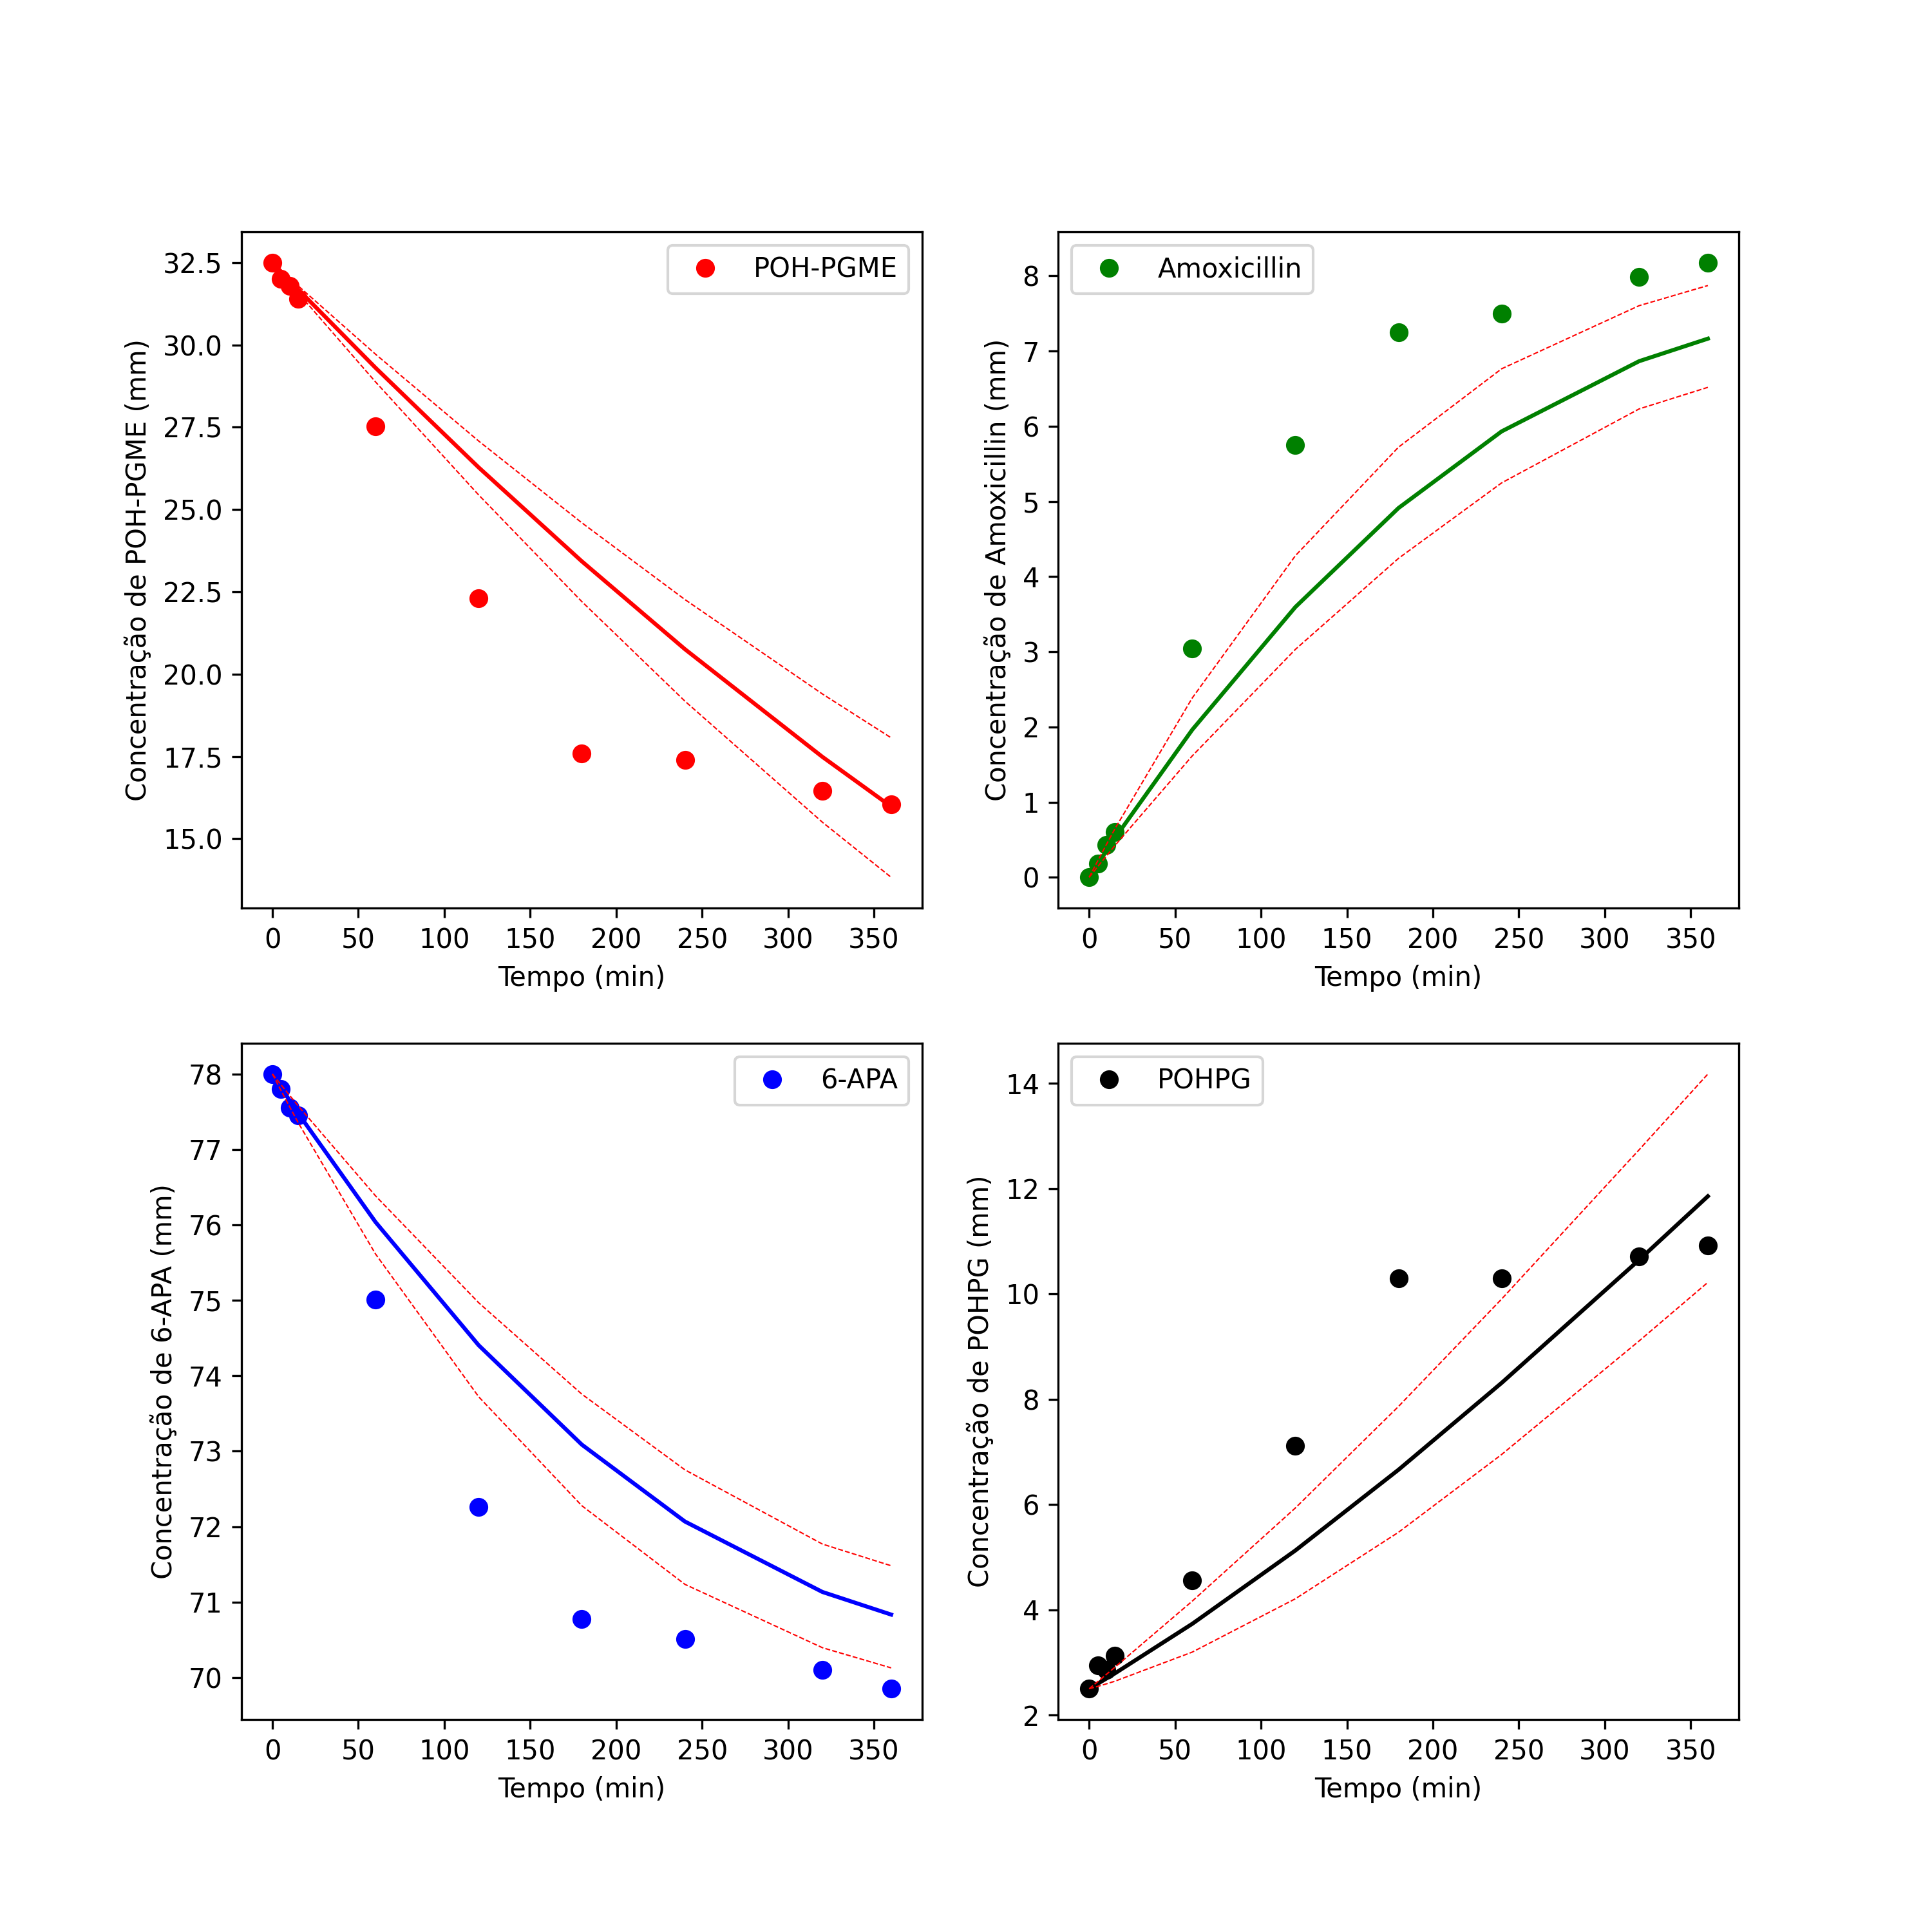 POH-PGME
32.5
30.0
27.5
25.0
22.5
20.0
17.5
15.0
Concentração de POH-PGME (mm)
0 50 100 150 200 250 300 350
Tempo (min)
Amoxicillin
8
7
6
5
4
3
2
1
0
Concentração de Amoxicillin (mm)
0 50 100 150 200 250 300 350
Tempo (min)
6-APA
78
77
76
75
74
73
72
71
70
Concentração de 6-APA (mm)
0 50 100 150 200 250 300 350
Tempo (min)
POHPG
14
12
10
8
6
4
2
Concentração de POHPG (mm)
0 50 100 150 200 250 300 350
Tempo (min)